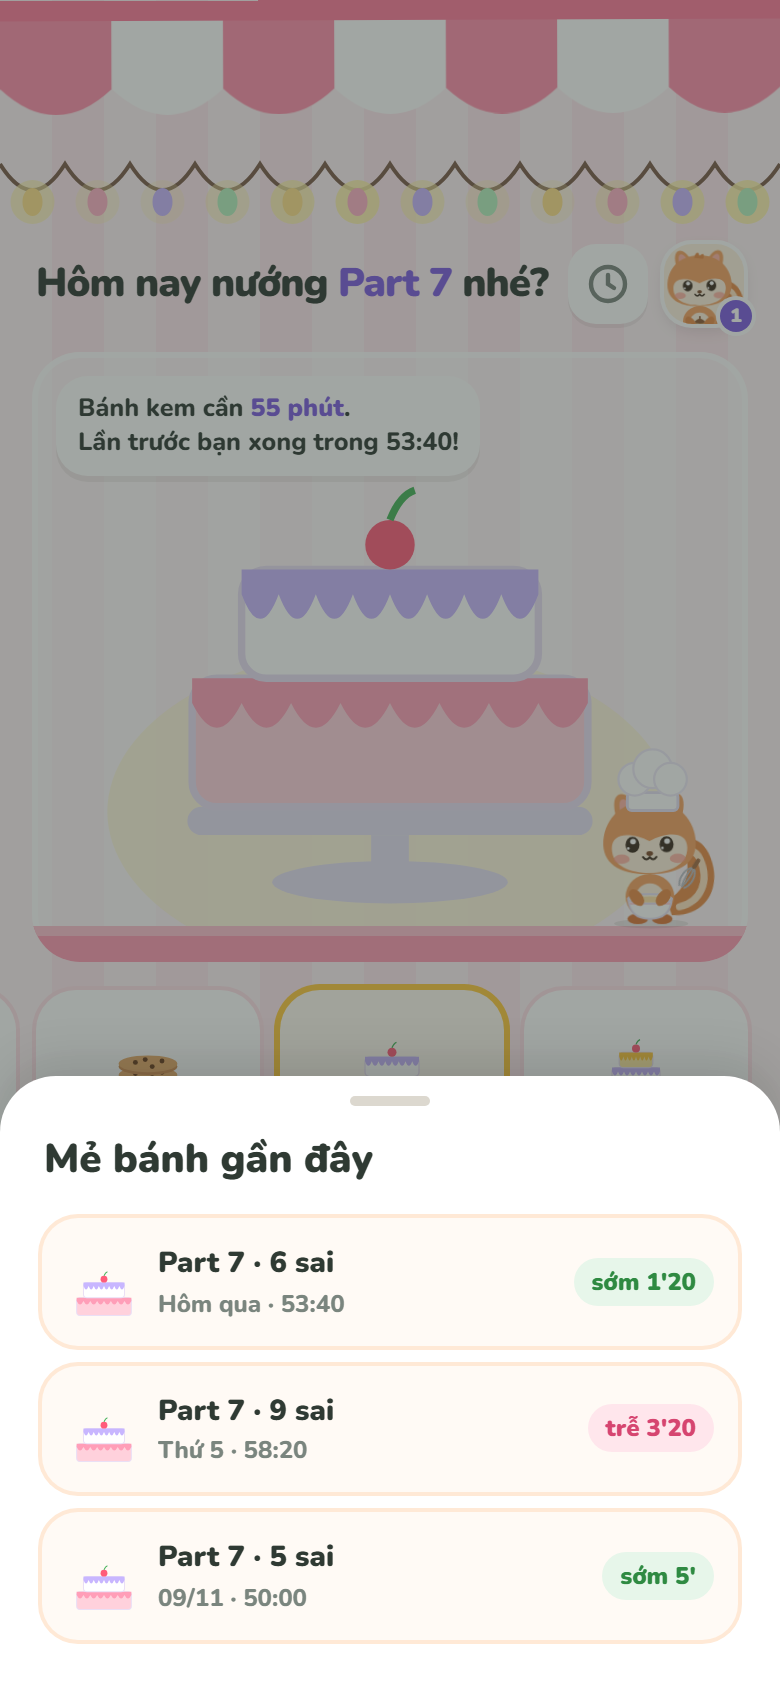 Hôm nay nướng Part 7 nhé?
1
Bánh kem cần 55 phút.
Lần trước bạn xong trong 53:40!
Mẻ bánh gần đây
Part 7 · 6 sai
Hôm qua · 53:40
sớm 1'20
Part 7 · 9 sai
Thứ 5 · 58:20
trễ 3'20
Part 7 · 5 sai
09/11 · 50:00
sớm 5'